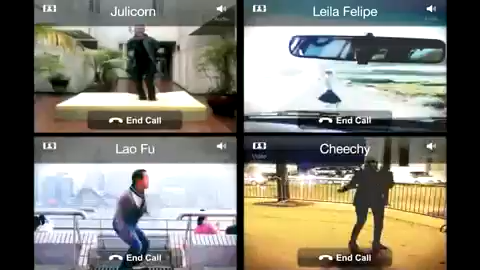 Julicorn
End Call
Leila Felipe
End Call
Lao Fu
End Call
Cheechy
End Call